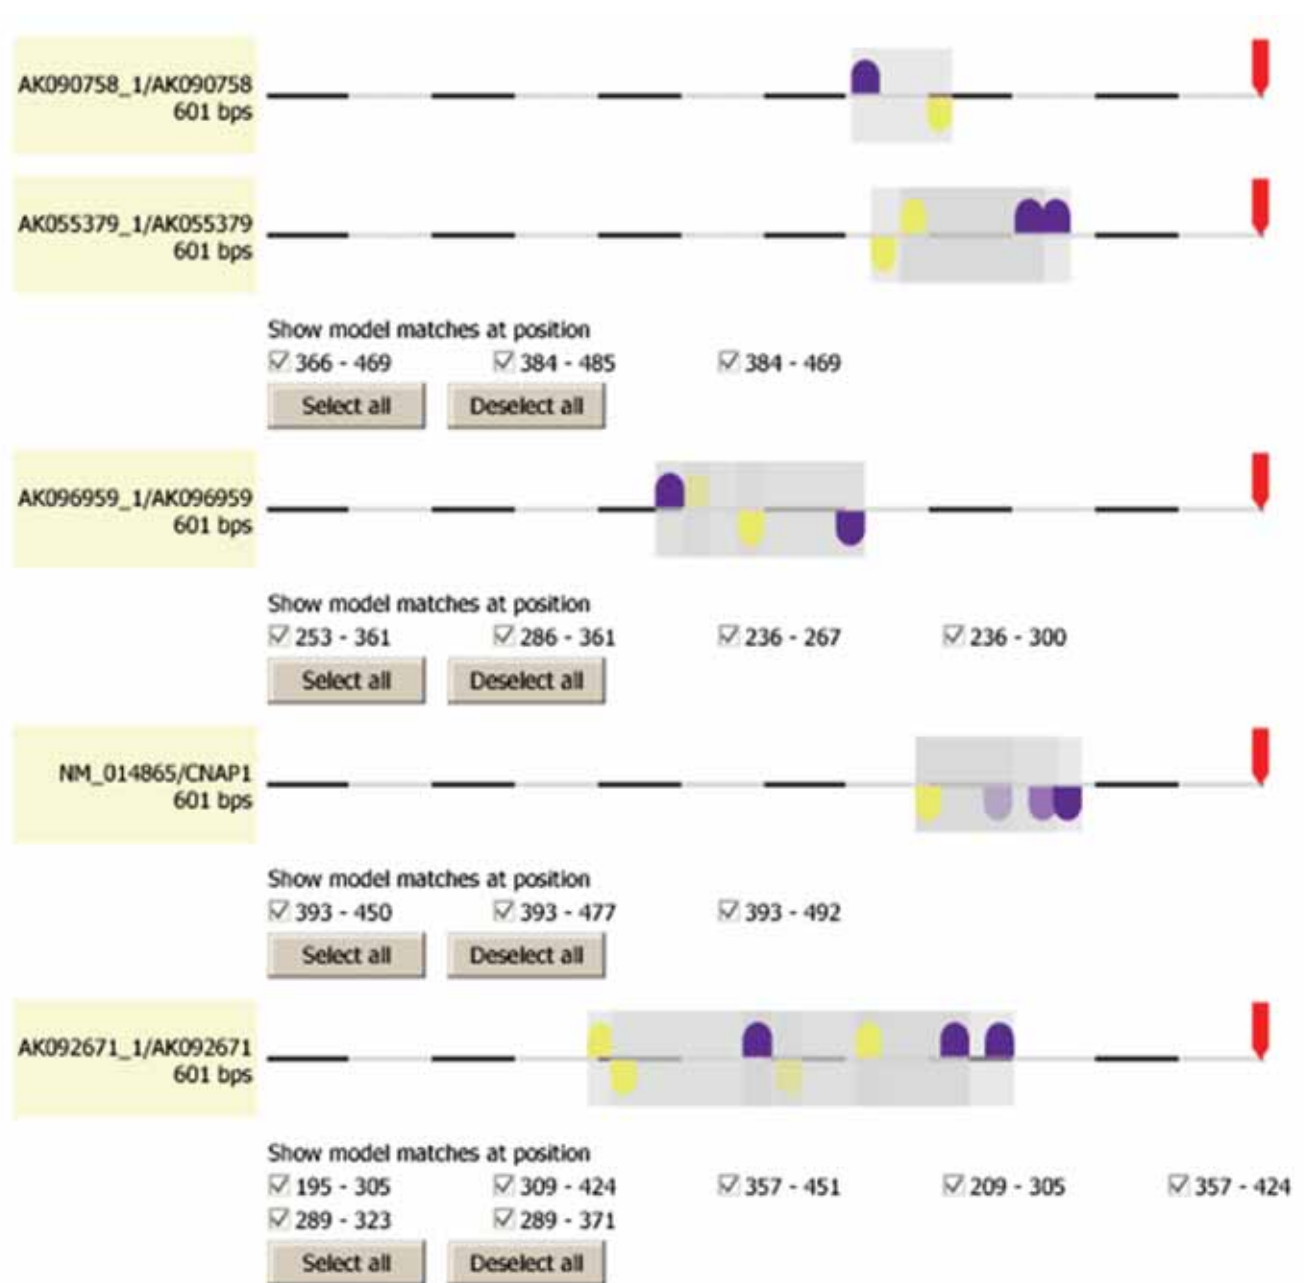 AK090758_1/AK090758
601 bps
AK055379_1/AK055379
601 bps
Show model matches at position
366 - 469 384 - 485 384 - 469
Select all Deselect all
AK096959_1/AK096959
601 bps
Show model matches at position
253 - 361 286 - 361 236 - 267 236 - 300
Select all Deselect all
NM_014865/CNAP1
601 bps
Show model matches at position
393 - 450 393 - 477 393 - 492
Select all Deselect all
AK092671_1/AK092671
601 bps
Show model matches at position
195 - 305 309 - 424 357 - 451 209 - 305 357 - 424
289 - 323 289 - 371
Select all Deselect all